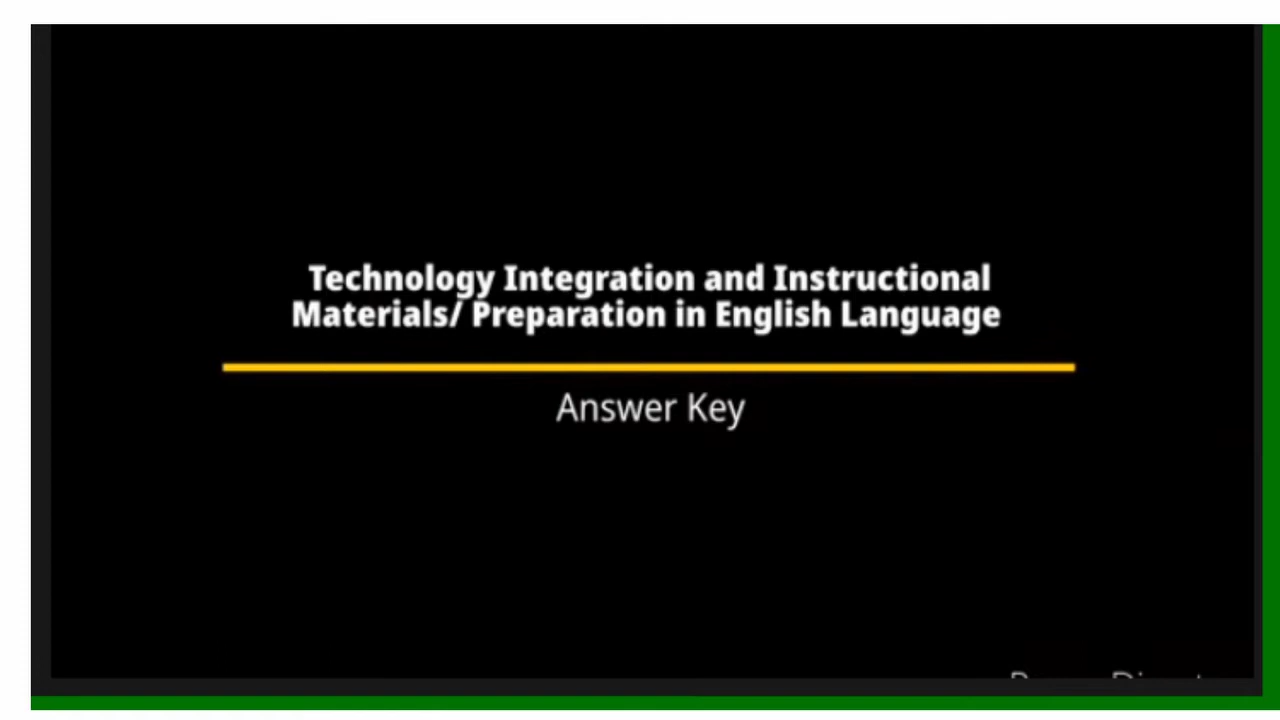 Technology Integration and Instructional
Materials/ Preparation in English Language
Answer Key